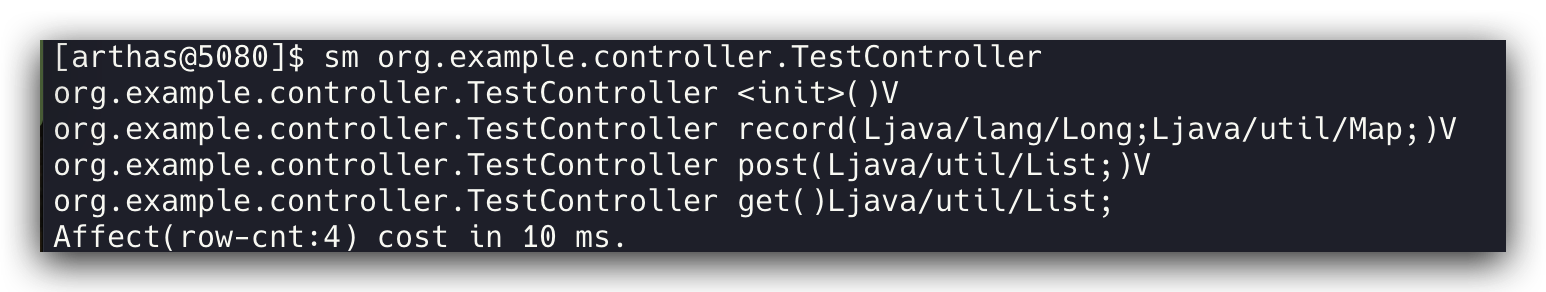 [arthas@5080]$ sm org.example.controller.TestController
org.example.controller.TestController <init>()V
org.example.controller.TestController record(Ljava/lang/Long;Ljava/util/Map;)V
org.example.controller.TestController post(Ljava/util/List;)V
org.example.controller.TestController get()Ljava/util/List;
Affect(row-cnt:4) cost in 10 ms.